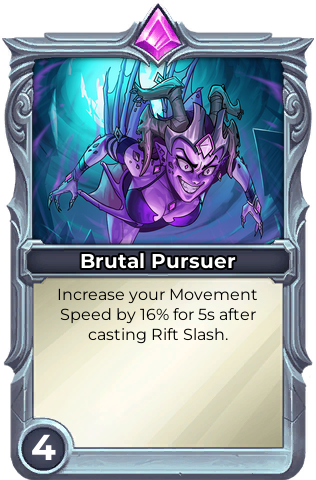 Brutal Pursuer
Increase your Movement
Speed by 16% for 5s after
casting Rift Slash.
4